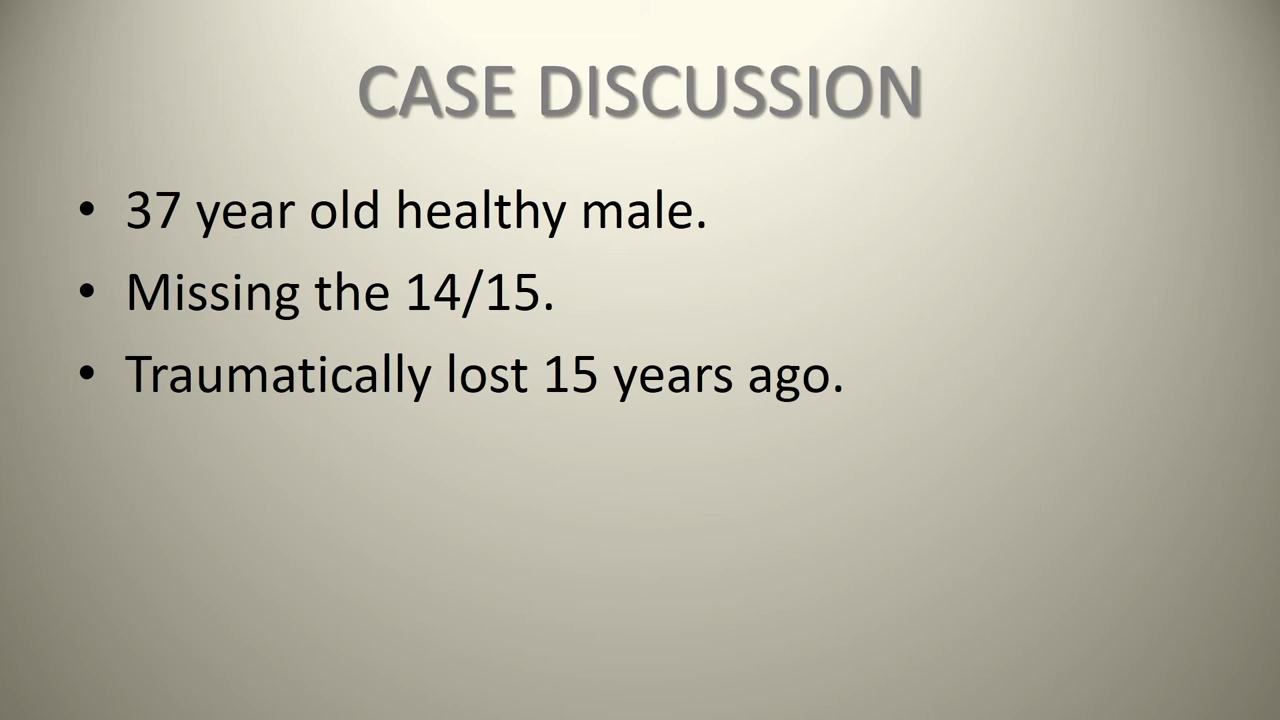 CASE DISCUSSION
• 37 year old healthy male.
• Missing the 14/15.
• Traumatically lost 15 years ago.